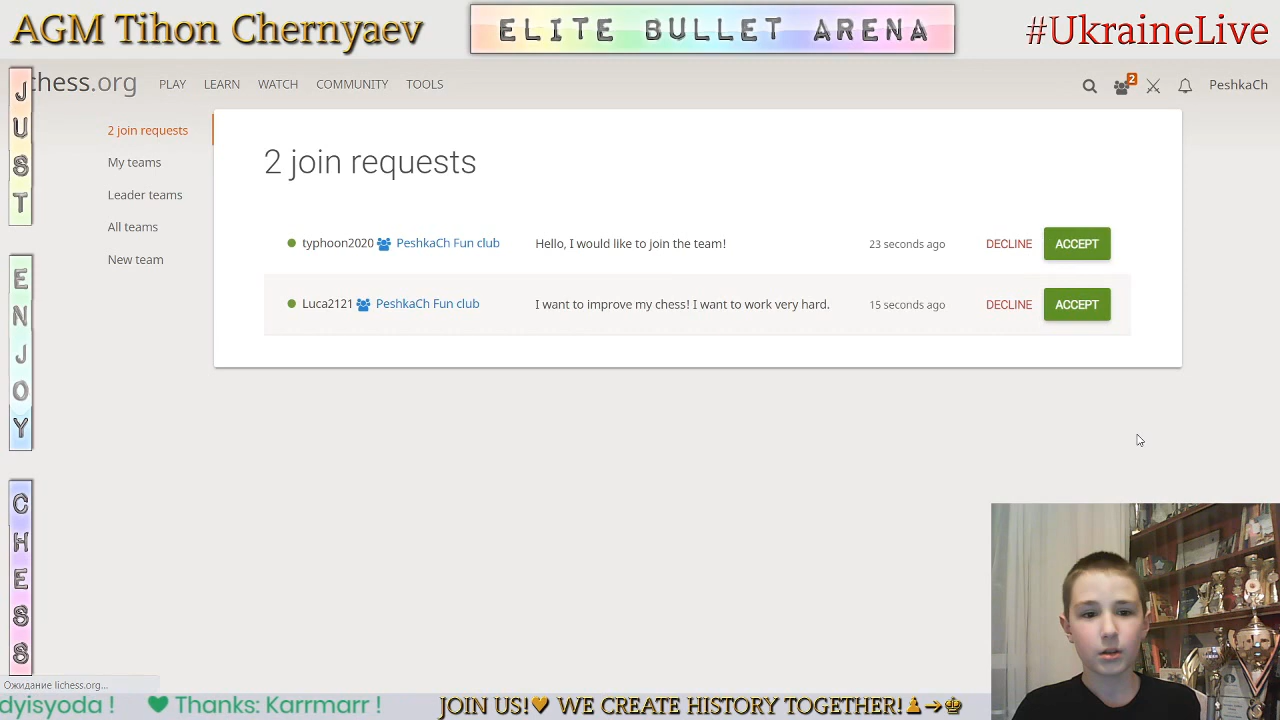 AGM Tihon Chernyaev
ELITE BULLET ARENA
#UkraineLive
chess.org
PLAY LEARN WATCH COMMUNITY TOOLS
2
PeshkaCh
JUST
ENJOY
CHESS
2 join requests
My teams
Leader teams
All teams
New team
2 join requests
typhoon2020 PeshkaCh Fun club Hello, I would like to join the team! 23 seconds ago DECLINE ACCEPT
Luca2121 PeshkaCh Fun club I want to improve my chess! I want to work very hard. 15 seconds ago DECLINE ACCEPT
Ожидание lichess.org...
dyisyoda ! Thanks: Karrmarr !
JOIN US! WE CREATE HISTORY TOGETHER!